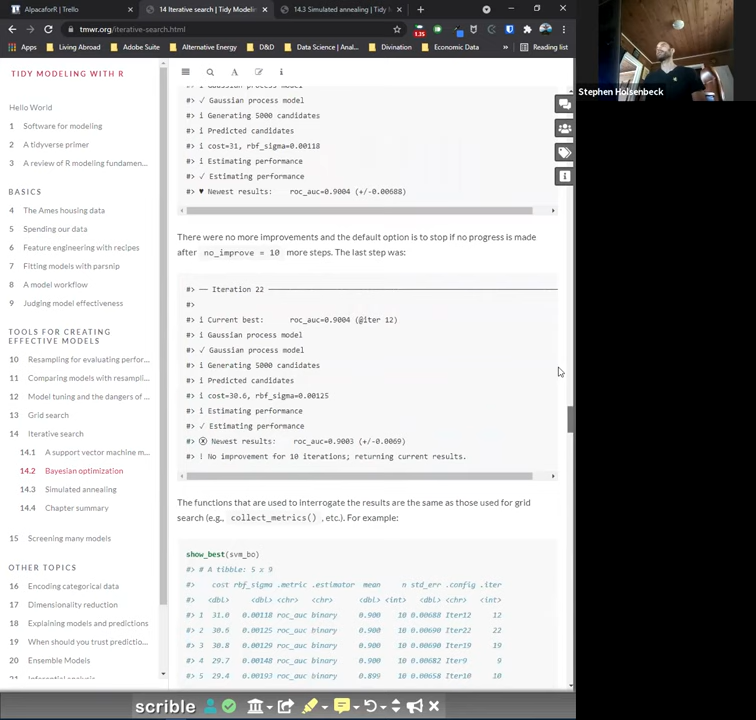 AlpacaforR | Trello
14 Iterative search | Tidy Modelin
14.3 Simulated annealing | Tidy M
tmwr.org/iterative-search.html
1.35
Apps
Living Abroad
Adobe Suite
Alternative Energy
D&D
Data Science | Anal...
Divination
Economic Data
Reading list
Stephen Holsenbeck
TIDY MODELING WITH R
Hello World
1 Software for modeling
2 A tidyverse primer
3 A review of R modeling fundamen...
BASICS
4 The Ames housing data
5 Spending our data
6 Feature engineering with recipes
7 Fitting models with parsnip
8 A model workflow
9 Judging model effectiveness
TOOLS FOR CREATING
EFFECTIVE MODELS
10 Resampling for evaluating perfor...
11 Comparing models with resampli...
12 Model tuning and the dangers of ...
13 Grid search
14 Iterative search
14.1 A support vector machine m...
14.2 Bayesian optimization
14.3 Simulated annealing
14.4 Chapter summary
15 Screening many models
OTHER TOPICS
16 Encoding categorical data
17 Dimensionality reduction
18 Explaining models and predictions
19 When should you trust predictio...
20 Ensemble Models
#> i Gaussian process model
#> ✓ Gaussian process model
#> i Generating 5000 candidates
#> i Predicted candidates
#> i cost=31, rbf_sigma=0.00118
#> i Estimating performance
#> ✓ Estimating performance
#> ♥ Newest results: roc_auc=0.9004 (+/-0.00688)
There were no more improvements and the default option is to stop if no progress is made
after no_improve = 10 more steps. The last step was:
#> ── Iteration 22 ──────────
#>
#> i Current best: roc_auc=0.9004 (@iter 12)
#> i Gaussian process model
#> ✓ Gaussian process model
#> i Generating 5000 candidates
#> i Predicted candidates
#> i cost=30.6, rbf_sigma=0.00125
#> i Estimating performance
#> ✓ Estimating performance
#> ⓧ Newest results: roc_auc=0.9003 (+/-0.0069)
#> ! No improvement for 10 iterations; returning current results.
The functions that are used to interrogate the results are the same as those used for grid
search (e.g., collect_metrics() , etc.). For example:
show_best(svm_bo)
#> # A tibble: 5 x 9
#> cost rbf_sigma .metric .estimator mean n std_err .config .iter
#> <dbl> <dbl> <chr> <chr> <dbl> <int> <dbl> <chr> <int>
#> 1 31.0 0.00118 roc_auc binary 0.900 10 0.00688 Iter12 12
#> 2 30.6 0.00125 roc_auc binary 0.900 10 0.00690 Iter22 22
#> 3 30.8 0.00129 roc_auc binary 0.900 10 0.00690 Iter19 19
#> 4 29.7 0.00148 roc_auc binary 0.900 10 0.00682 Iter9 9
#> 5 29.4 0.00193 roc_auc binary 0.899 10 0.00658 Iter10 10
scrible